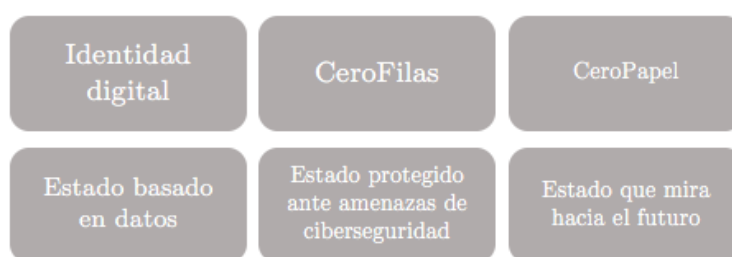 Identidad
digital
CeroFilas
CeroPapel
Estado basado
en datos
Estado protegido
ante amenazas de
ciberseguridad
Estado que mira
hacia el futuro